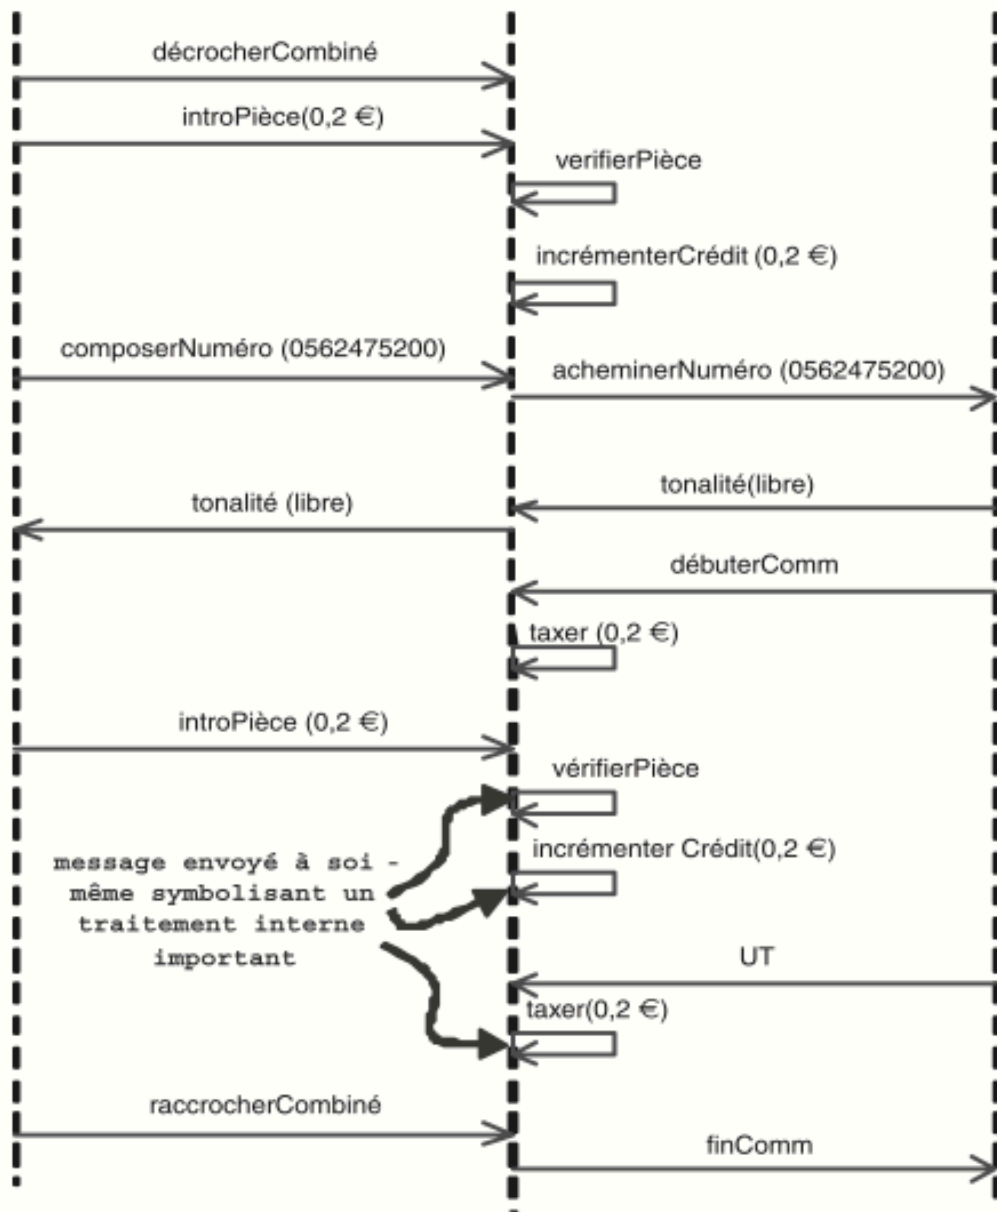 décrocherCombiné
introPièce(0,2 €)
verifierPièce
incrémenterCrédit (0,2 €)
composerNuméro (0562475200)
acheminerNuméro (0562475200)
tonalité(libre)
tonalité (libre)
débuterComm
taxer (0,2 €)
introPièce (0,2 €)
vérifierPièce
incrémenter Crédit(0,2 €)
message envoyé à soi -
même symbolisant un
traitement interne
important
UT
taxer(0,2 €)
raccrocherCombiné
finComm